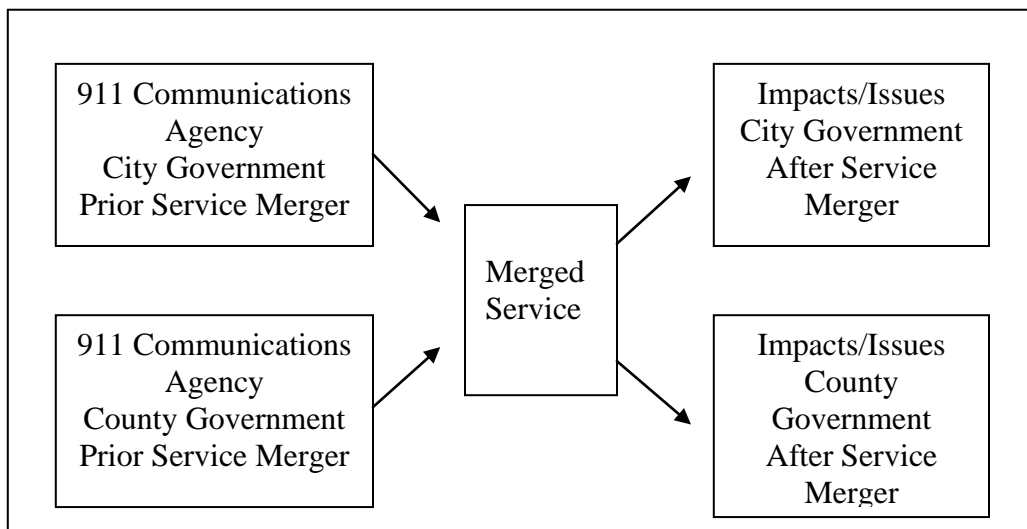 911 Communications
Agency
City Government
Prior Service Merger
911 Communications
Agency
County Government
Prior Service Merger
Merged
Service
Impacts/Issues
City Government
After Service
Merger
Impacts/Issues
County
Government
After Service
Merger